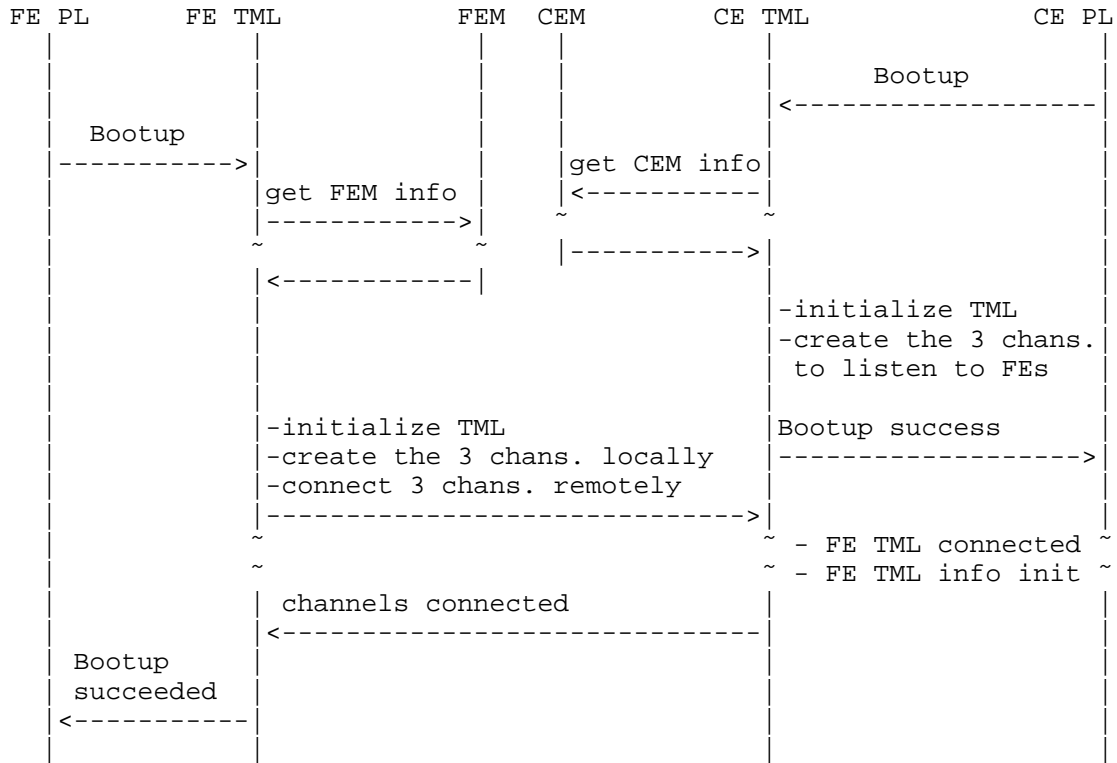 FE PL FE TML FEM CEM CE TML CE PL
Bootup
Bootup
get CEM info
get FEM info
-initialize TML
-create the 3 chans.
to listen to FEs
-initialize TML Bootup success
-create the 3 chans. locally
-connect 3 chans. remotely
- FE TML connected
- FE TML info init
channels connected
Bootup
succeeded